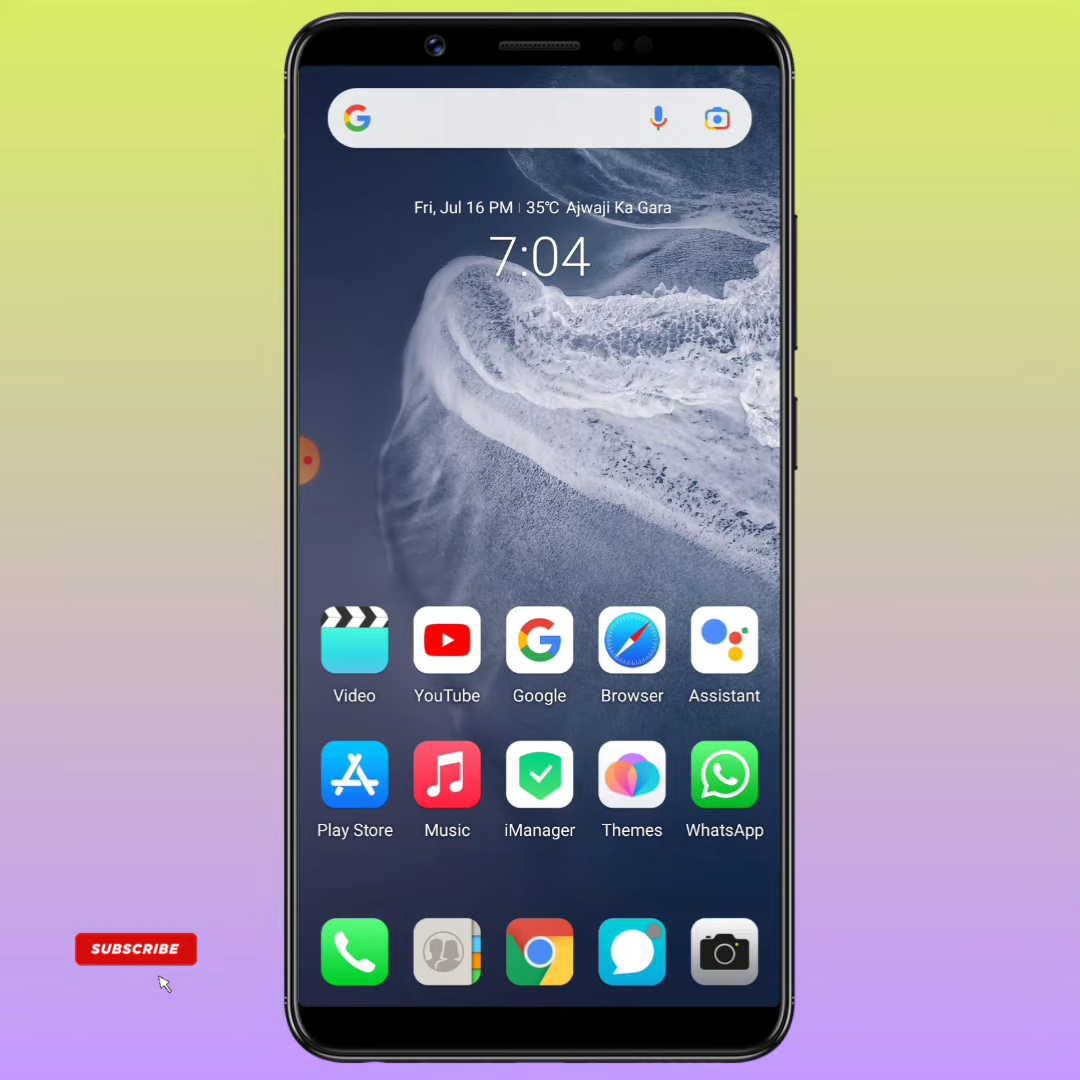 Fri, Jul 16 PM | 35℃ Ajwaji Ka Gara
7:04
Video YouTube Google Browser Assistant
Play Store Music iManager Themes WhatsApp
SUBSCRIBE